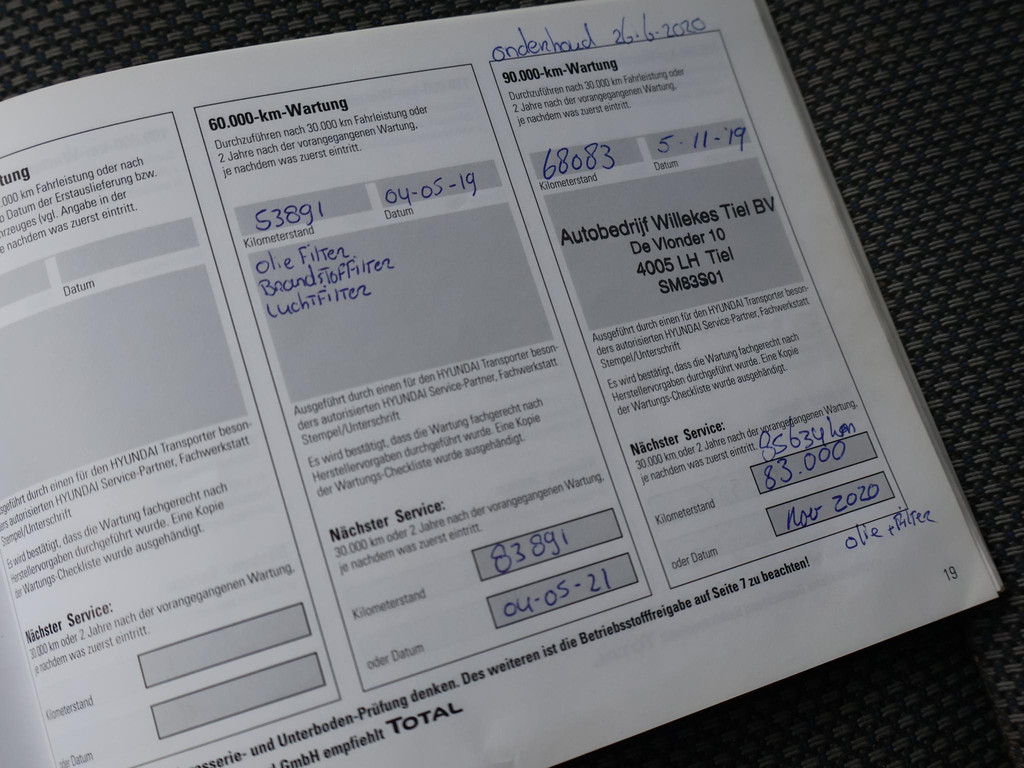 onderhoud 26-6-2020
tung
.000 km Fahrleistung oder nach
Datum der Erstauslieferung bzw.
rzeuges (vgl. Angabe in der
e nachdem was zuerst eintritt.
Datum
sgeführt durch einen für den HYUNDAI Transporter beson-
ders autorisierten HYUNDAI Service-Partner, Fachwerkstatt
Stempel/Unterschrift
Es wird bestätigt, dass die Wartung fachgerecht nach
Herstellervorgaben durchgeführt wurde. Eine Kopie
der Wartungs-Checkliste wurde ausgehändigt.
Nächster Service:
30.000 km oder 2 Jahre nach der vorangegangenen Wartung,
je nachdem was zuerst eintritt.
Kilometerstand
oder Datum
60.000-km-Wartung
Durchzuführen nach 30.000 km Fahrleistung oder
2 Jahre nach der vorangegangenen Wartung,
je nachdem was zuerst eintritt.
53891 04-05-19
Kilometerstand Datum
olie Filter
Brandstoffilter
Luchtfilter
Ausgeführt durch einen für den HYUNDAI Transporter beson-
ders autorisierten HYUNDAI Service-Partner, Fachwerkstatt
Stempel/Unterschrift
Es wird bestätigt, dass die Wartung fachgerecht nach
Herstellervorgaben durchgeführt wurde. Eine Kopie
der Wartungs-Checkliste wurde ausgehändigt.
Nächster Service:
30.000 km oder 2 Jahre nach der vorangegangenen Wartung,
je nachdem was zuerst eintritt.
Kilometerstand 83891
oder Datum 04-05-21
90.000-km-Wartung
Durchzuführen nach 30.000 km Fahrleistung oder
2 Jahre nach der vorangegangenen Wartung,
je nachdem was zuerst eintritt.
68083 5-11-'19
Kilometerstand Datum
Autobedrijf Willekes Tiel BV
De Vlonder 10
4005 LH Tiel
SM83S01
Ausgeführt durch einen für den HYUNDAI Transporter beson-
ders autorisierten HYUNDAI Service-Partner, Fachwerkstatt
Stempel/Unterschrift
Es wird bestätigt, dass die Wartung fachgerecht nach
Herstellervorgaben durchgeführt wurde. Eine Kopie
der Wartungs-Checkliste wurde ausgehändigt.
Nächster Service:
30.000 km oder 2 Jahre nach der vorangegangenen Wartung,
je nachdem was zuerst eintritt. 85634 km
Kilometerstand 83.000
oder Datum nov 2020
olie + filter
asserie- und Unterboden-Prüfung denken. Des weiteren ist die Betriebsstofffreigabe auf Seite 7 zu beachten!
d GmbH empfiehlt TOTAL
19